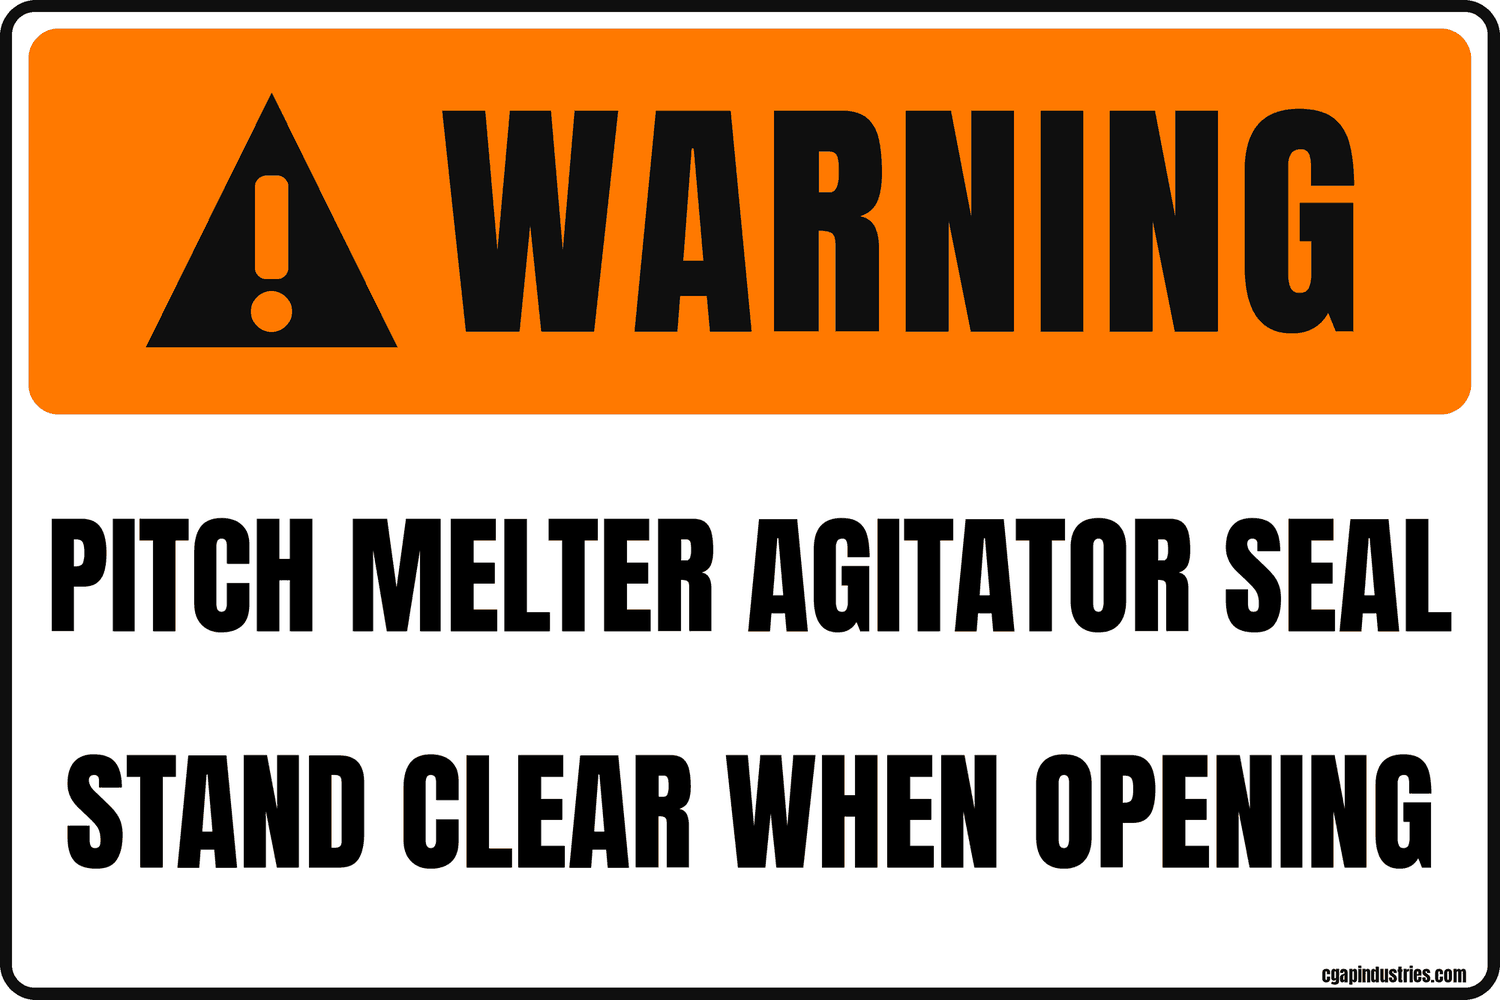 WARNING
PITCH MELTER AGITATOR SEAL
STAND CLEAR WHEN OPENING
cgapindustries.com